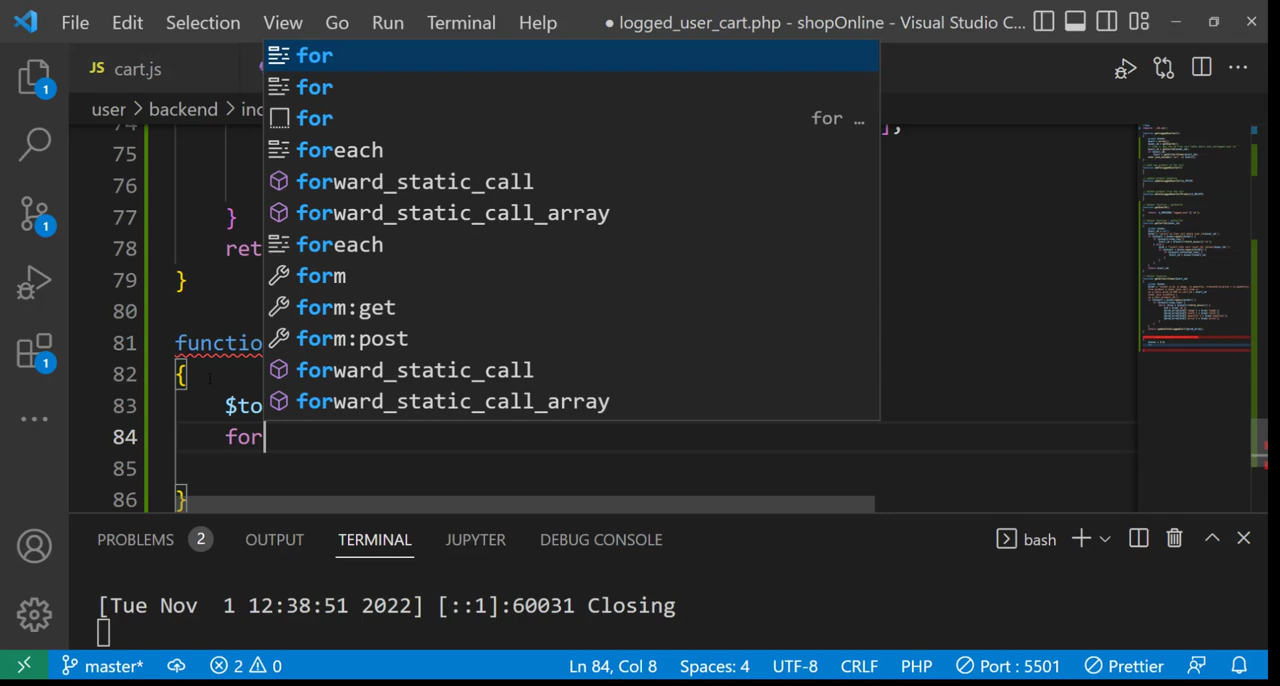 File Edit Selection View Go Run Terminal Help ● logged_user_cart.php - shopOnline - Visual Studio C...
JS cart.js
user > backend > inc
for
for
for for ...
foreach
forward_static_call
forward_static_call_array
foreach
form
form:get
form:post
forward_static_call
forward_static_call_array
75 ];
76
77 }
78 ret
79 }
80
81 functio
82 {
83 $to
84 for
85
86 }
1
1
1
PROBLEMS 2 OUTPUT TERMINAL JUPYTER DEBUG CONSOLE bash
[Tue Nov 1 12:38:51 2022] [::1]:60031 Closing
master* 2 0 Ln 84, Col 8 Spaces: 4 UTF-8 CRLF PHP Port : 5501 Prettier